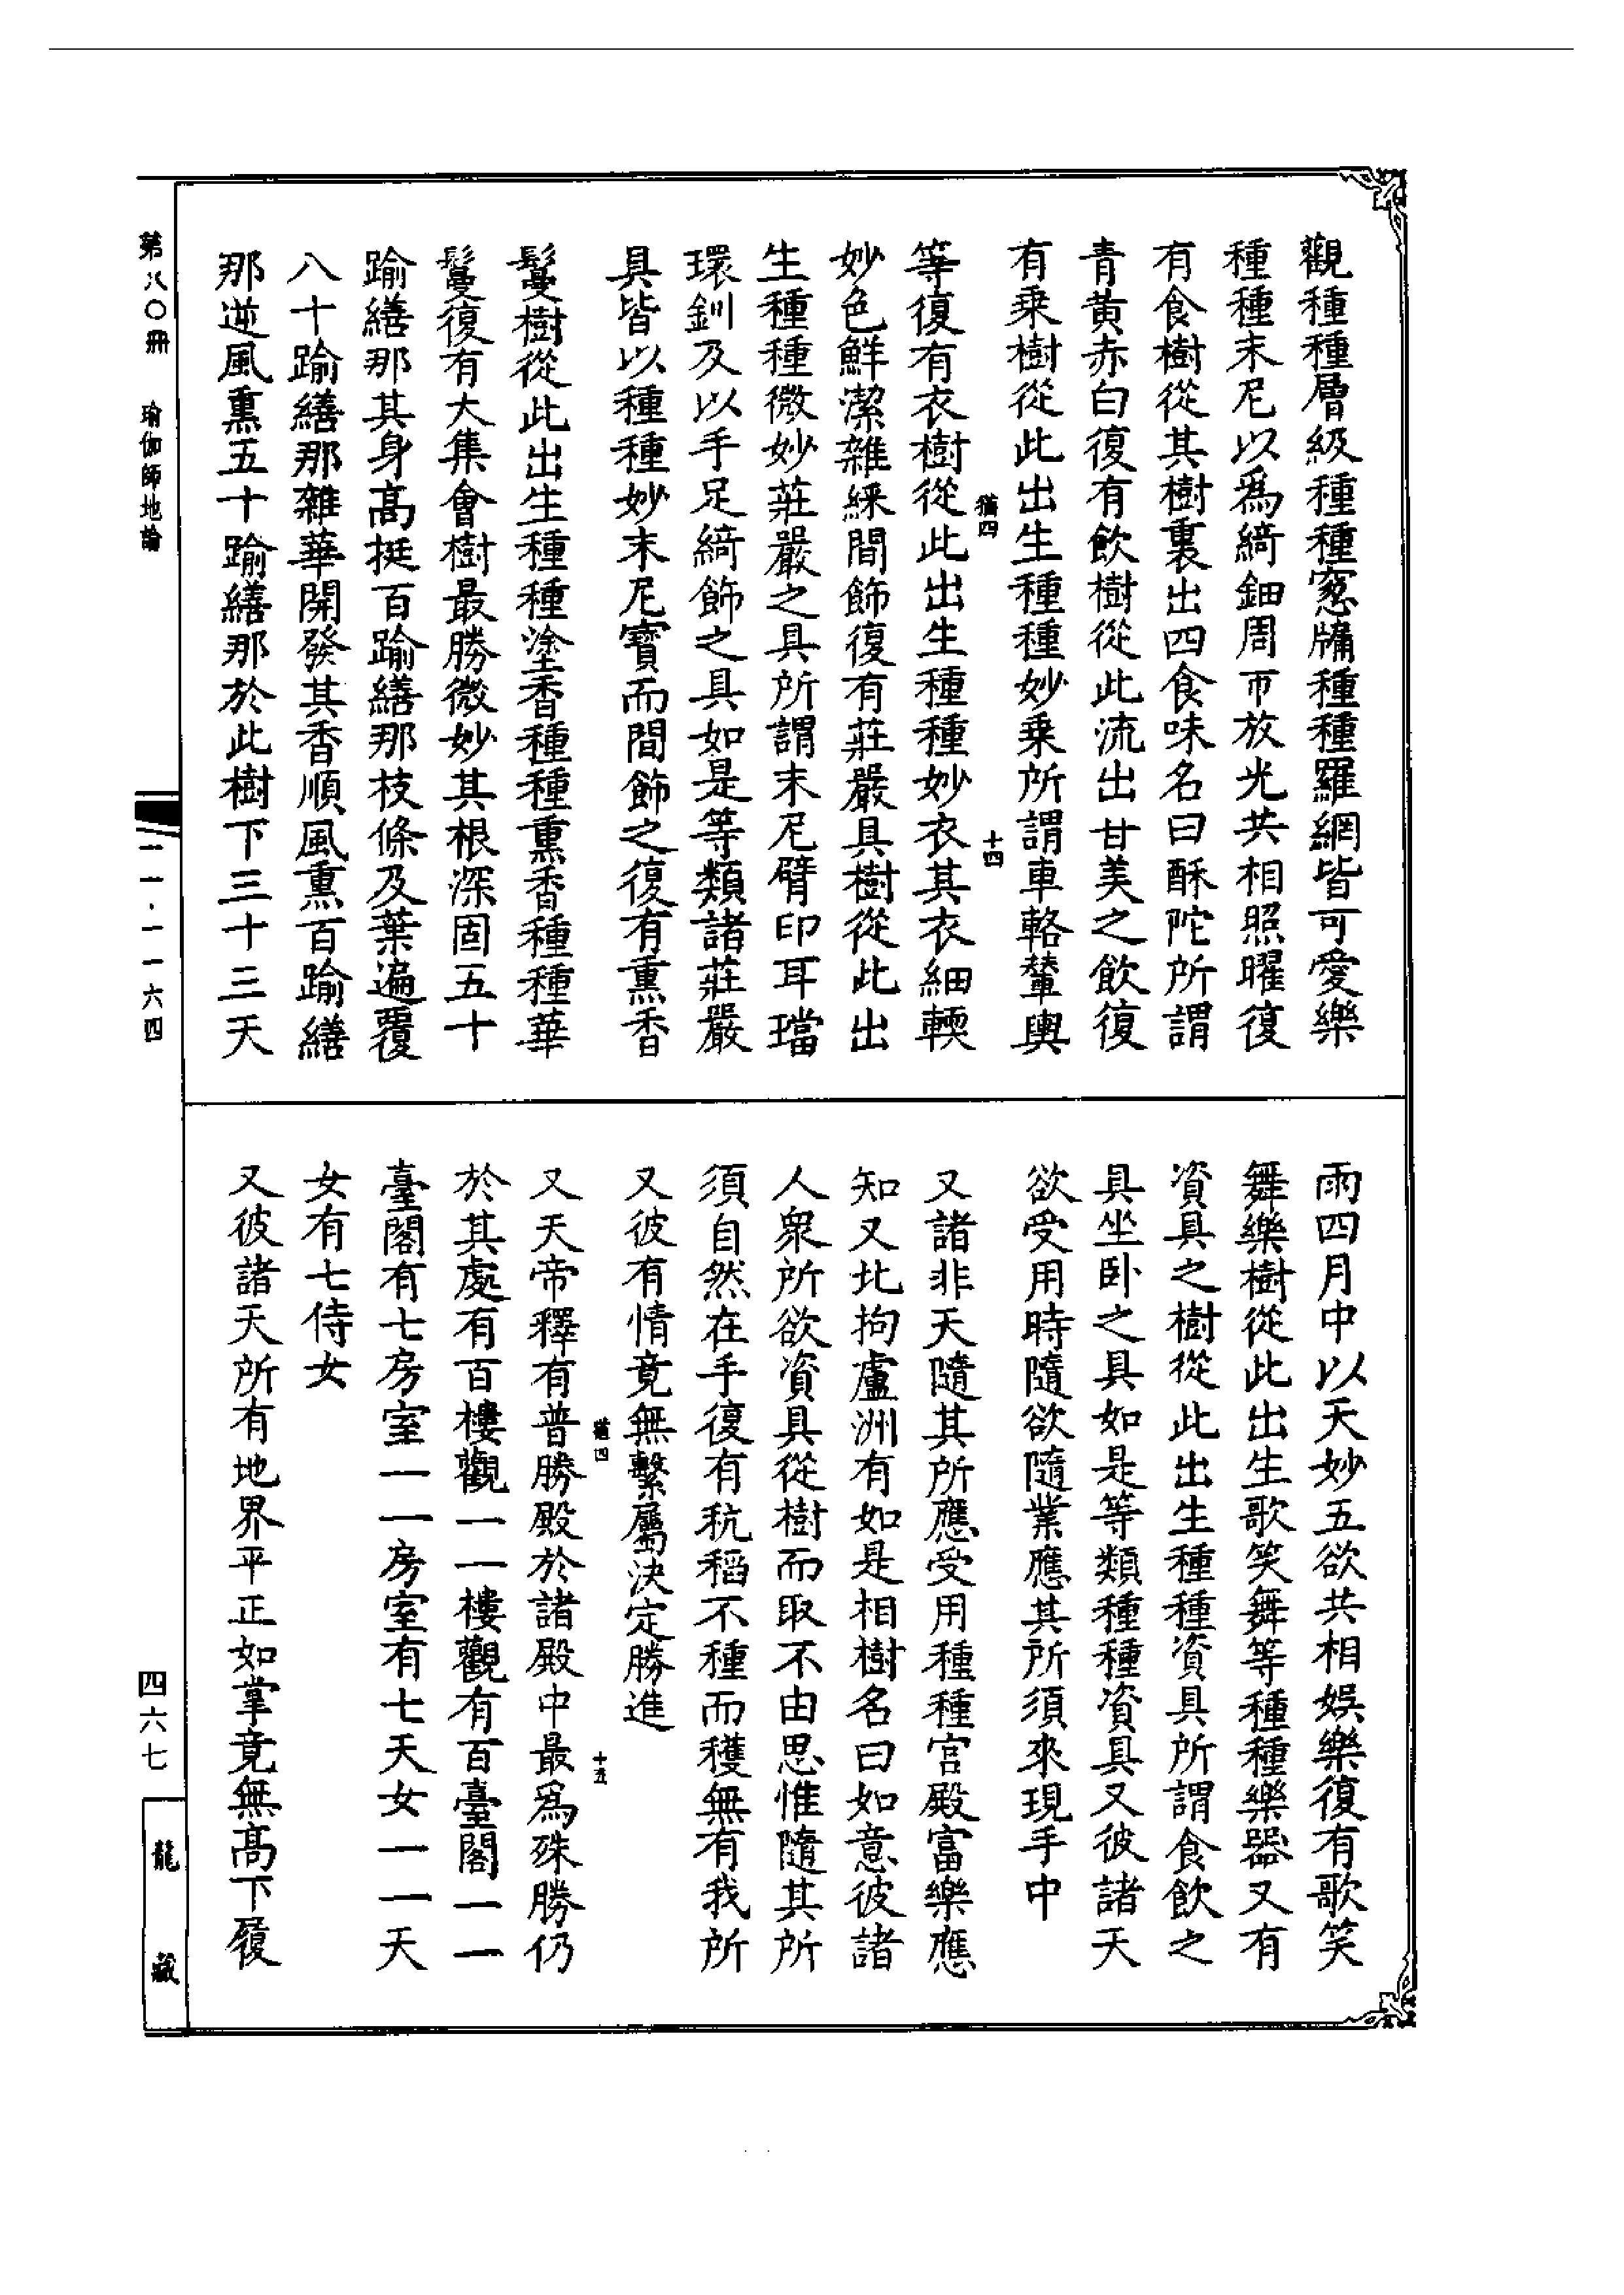 觀種種層級種種窻牖種種羅網皆可愛樂
種種末尼以爲綺鈿周帀放光共相照曜復
有食樹從其樹裏出四食味名曰酥陀所謂
青黄赤白復有飲樹從此流出甘美之飲復
有乗樹從此出生種種妙乗所謂車輅輦輿
猶四
十四
等復有衣樹從此出生種種妙衣其衣細輭
妙色鮮潔雜綵間飾復有莊嚴具樹從此出
生種種微妙莊嚴之具所謂末尼臂印耳璫
環釧及以手足綺飾之具如是等類諸莊嚴
具皆以種種妙末尼寳而間飾之復有熏香
鬘樹從此出生種種塗香種種熏香種種華
鬘復有大集會樹最勝微妙其根深固五十
踰繕那其身髙挺百踰繕那枝條及葉遍覆
八十踰繕那雜華開發其香順風熏百踰繕
那逆風熏五十踰繕那於此樹下三十三天
雨四月中以天妙五欲共相娯樂復有歌笑
舞樂樹從此出生歌笑舞等種種樂器又有
資具之樹從此出生種種資具所謂食飲之
具坐卧之具如是等類種種資具又彼諸天
欲受用時隨欲隨業應其所須來現手中
又諸非天隨其所應受用種種宫殿富樂應
知又北拘盧洲有如是相樹名曰如意彼諸
人衆所欲資具從樹而取不由思惟隨其所
須自然在手復有秔稻不種而穫無有我所
又彼有情竟無繫屬決定勝進
猶四
十五
又天帝釋有普勝殿於諸殿中最爲殊勝仍
於其處有百樓觀一一樓觀有百臺閣一一
臺閣有七房室一一房室有七天女一一天
女有七侍女
又彼諸天所有地界平正如掌竟無髙下履
第八〇冊 瑜伽師地論
一一·一一六四
四六七
龍藏